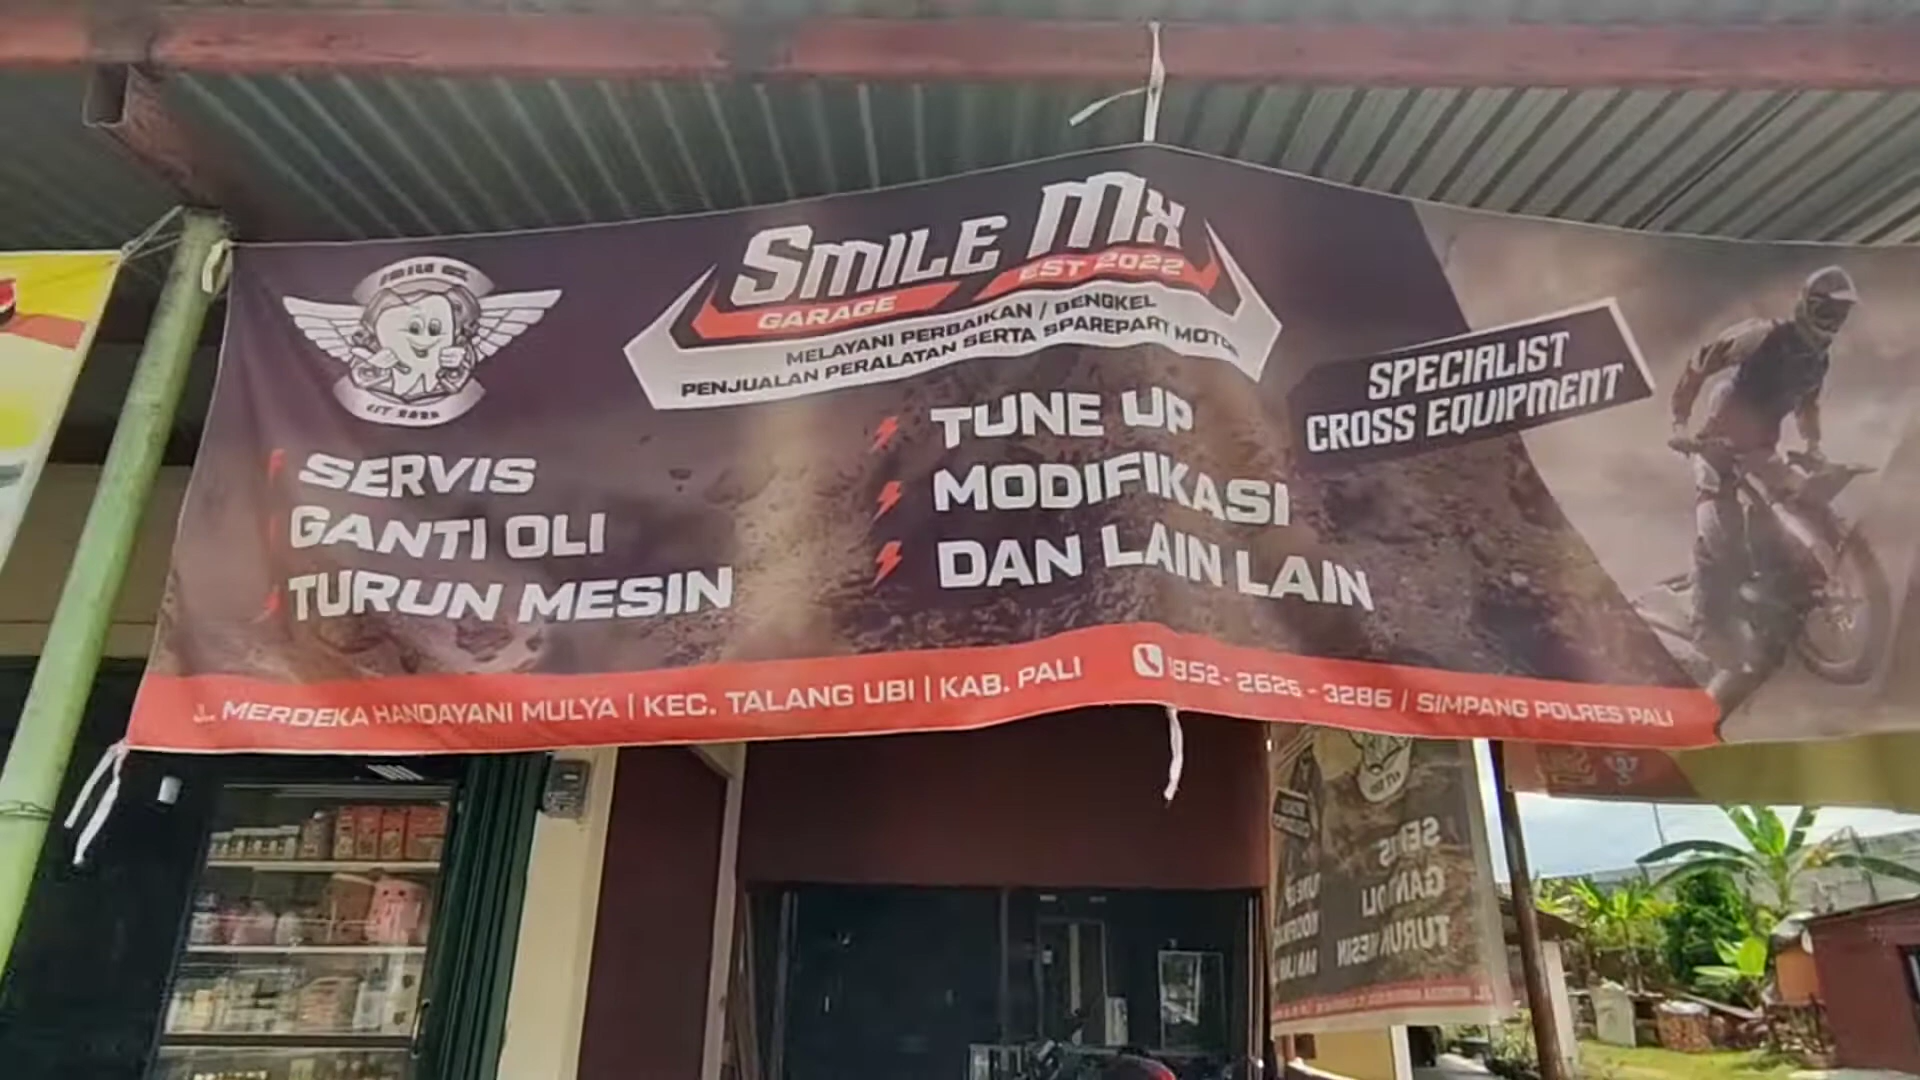 SMILE MX
GARAGE
EST 2022
MELAYANI PERBAIKAN / BENGKEL
PENJUALAN PERALATAN SERTA SPAREPART MOTOR
SPECIALIST
CROSS EQUIPMENT
SERVIS
GANTI OLI
TURUN MESIN
TUNE UP
MODIFIKASI
DAN LAIN LAIN
JL. MERDEKA HANDAYANI MULYA | KEC. TALANG UBI | KAB. PALI
0852-2626-3286 / SIMPANG POLRES PALI
SERVIS
GANTI OLI
TURUN MESIN